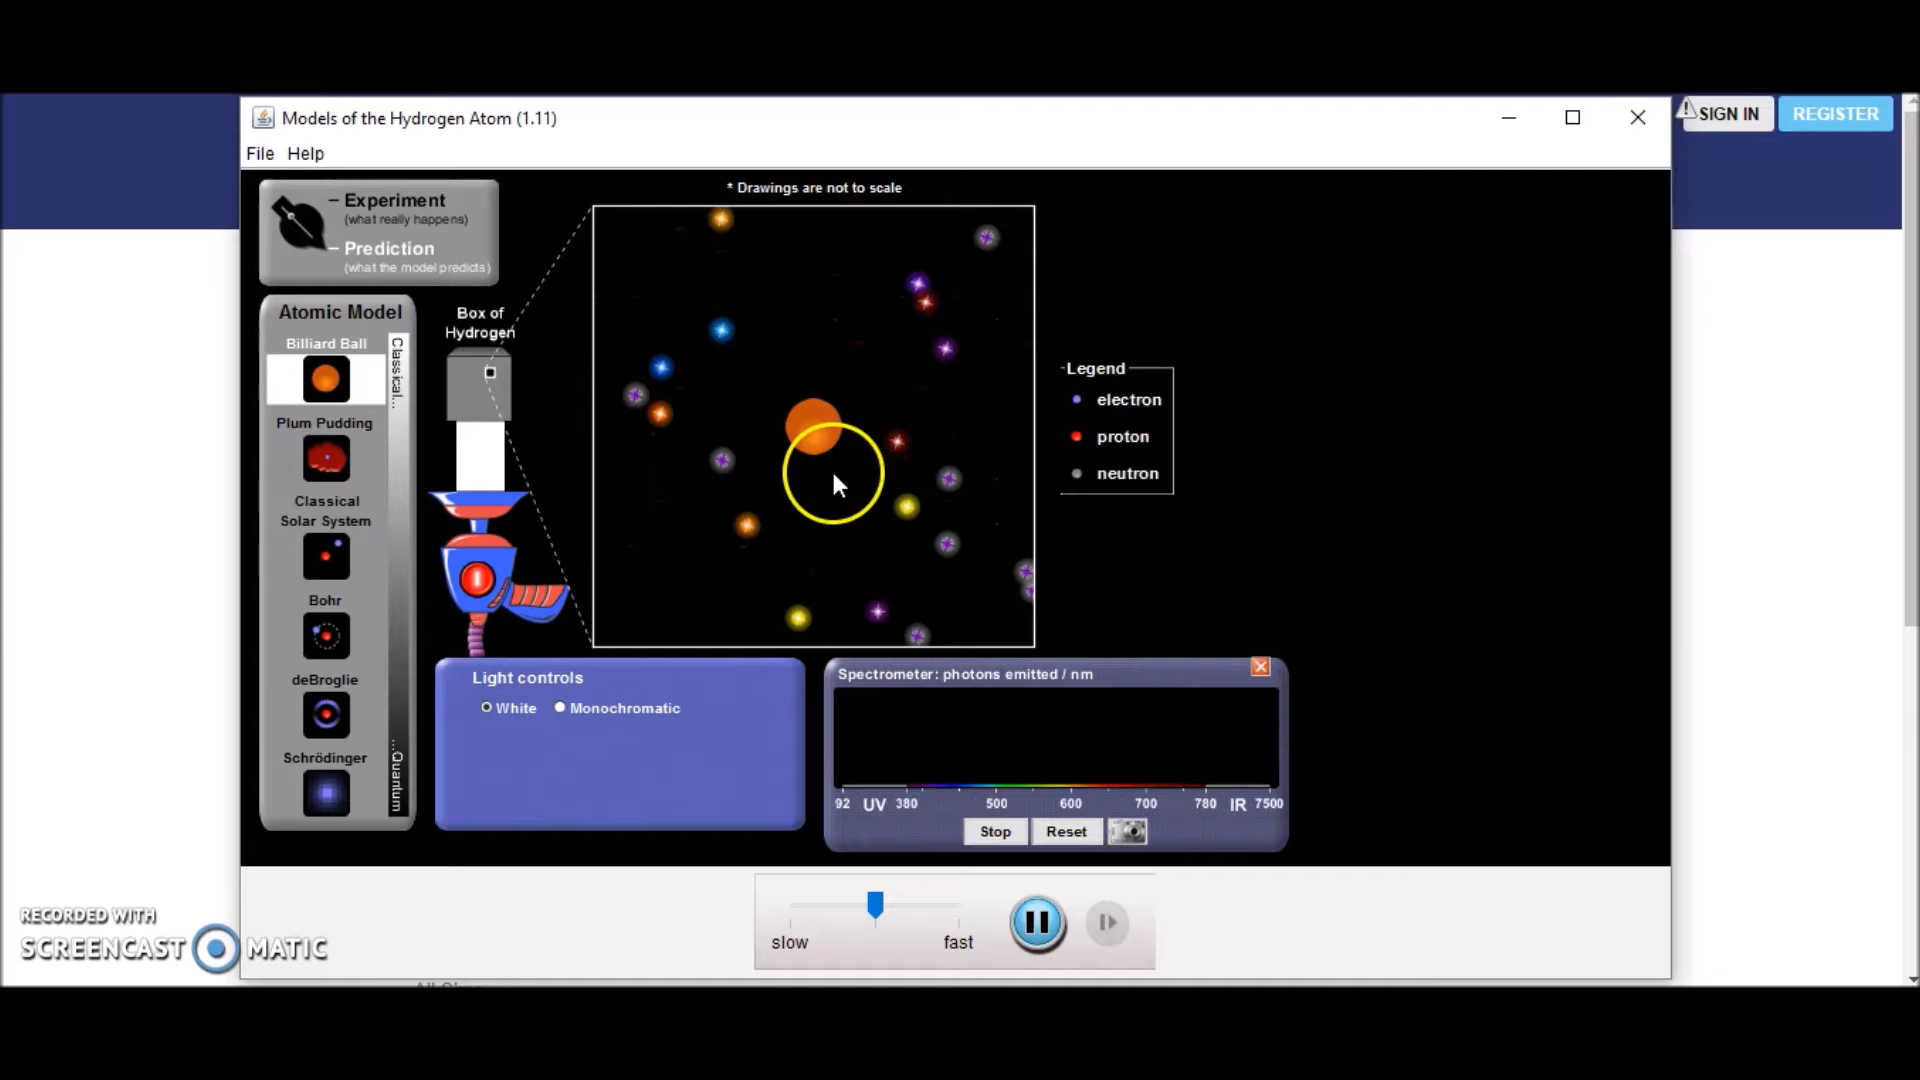 Models of the Hydrogen Atom (1.11)
SIGN IN
REGISTER
File Help
* Drawings are not to scale
Experiment
(what really happens)
Prediction
(what the model predicts)
Atomic Model
Billiard Ball
Plum Pudding
Classical
Solar System
Bohr
deBroglie
Schrödinger
Classical...
...Quantum
Box of
Hydrogen
Legend
electron
proton
neutron
Light controls
White Monochromatic
Spectrometer: photons emitted / nm
92 UV 380 500 600 700 780 IR 7500
Stop Reset
slow fast
RECORDED WITH
SCREENCAST MATIC